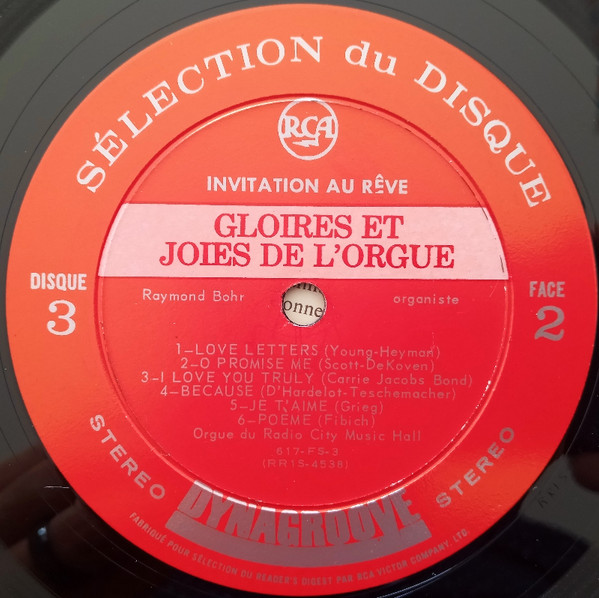 SÉLECTION du DISQUE
RCA
INVITATION AU RÊVE
GLOIRES ET
JOIES DE L'ORGUE
DISQUE
3
FACE
2
Raymond Bohr organiste
onne
1—LOVE LETTERS (Young-Heyman)
2—O PROMISE ME (Scott-DeKoven)
3—I LOVE YOU TRULY (Carrie Jacobs Bond)
4—BECAUSE (D'Hardelot-Teschemacher)
5—JE T'AIME (Grieg)
6—POEME (Fibich)
Orgue du Radio City Music Hall
617-FS-3
(RR1S-4538)
STEREO
STEREO
DYNAGROOVE
FABRIQUÉ POUR SÉLECTION DU READER'S DIGEST PAR RCA VICTOR COMPANY, LTD.